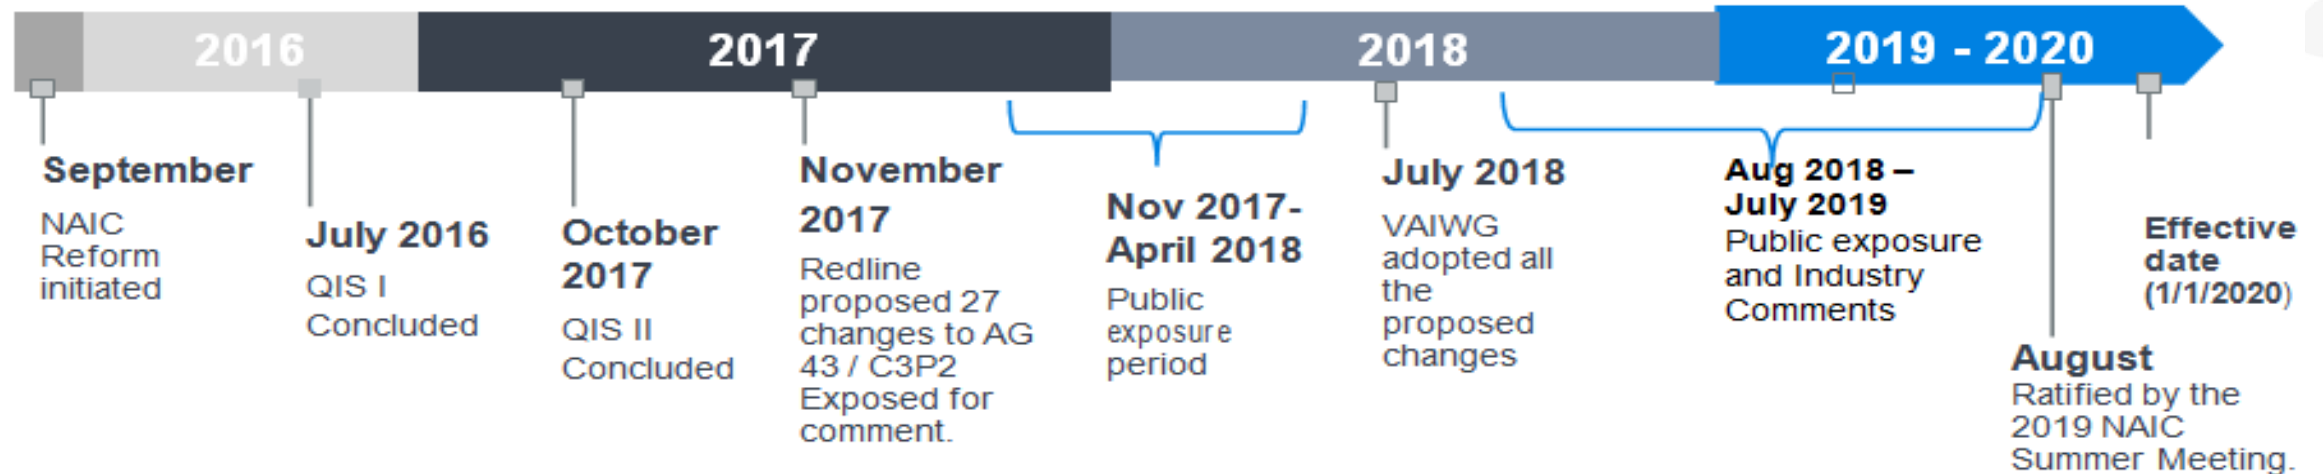 2016
2017
2018
2019 - 2020
September
NAIC
Reform
initiated
July 2016
QIS I
Concluded
October
2017
QIS II
Concluded
November
2017
Redline
proposed 27
changes to AG
43 / C3P2
Exposed for
comment.
Nov 2017-
April 2018
Public
exposure
period
July 2018
VAIWG
adopted all
the
proposed
changes
Aug 2018 –
July 2019
Public exposure
and Industry
Comments
August
Ratified by the
2019 NAIC
Summer Meeting.
Effective
date
(1/1/2020)